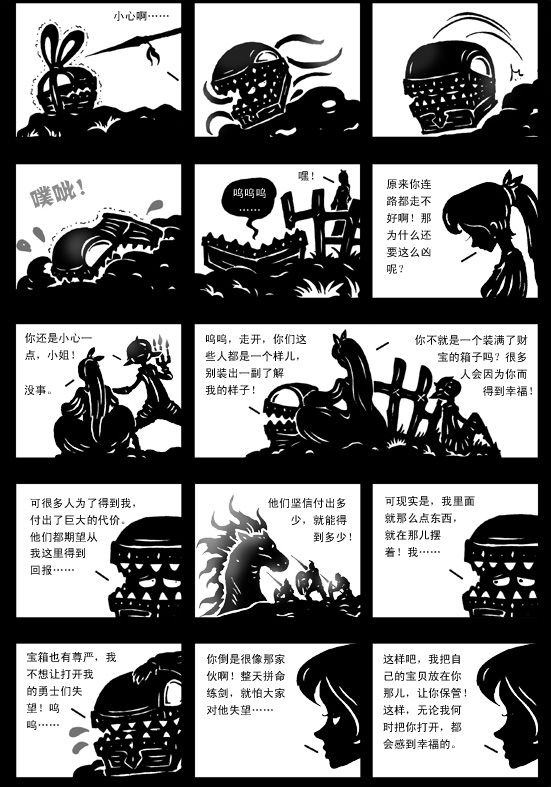 小心啊……
噗呲！
呜呜呜
……
嘿！
原来你连
路都走不
好啊！那
为什么还
要这么凶
呢？
你还是小心一
点，小姐！
没事。
呜呜，走开，你们这
些人都是一个样儿，
别装出一副了解
我的样子！
你不就是一个装满了财
宝的箱子吗？很多
人会因为你而
得到幸福！
可很多人为了得到我，
付出了巨大的代价。
他们都期望从
我这里得到
回报……
他们坚信付出多
少，就能得
到多少！
可现实是，我里面
就那么点东西，
就在那儿摆
着！我……
宝箱也有尊严，我
不想让打开我
的勇士们失
望！呜
呜……
你倒是很像那家
伙啊！整天拼命
练剑，就怕大家
对他失望……
这样吧，我把自
己的宝贝放在你
那儿，让你保管！
这样，无论我何
时把你打开，都
会感到幸福的。